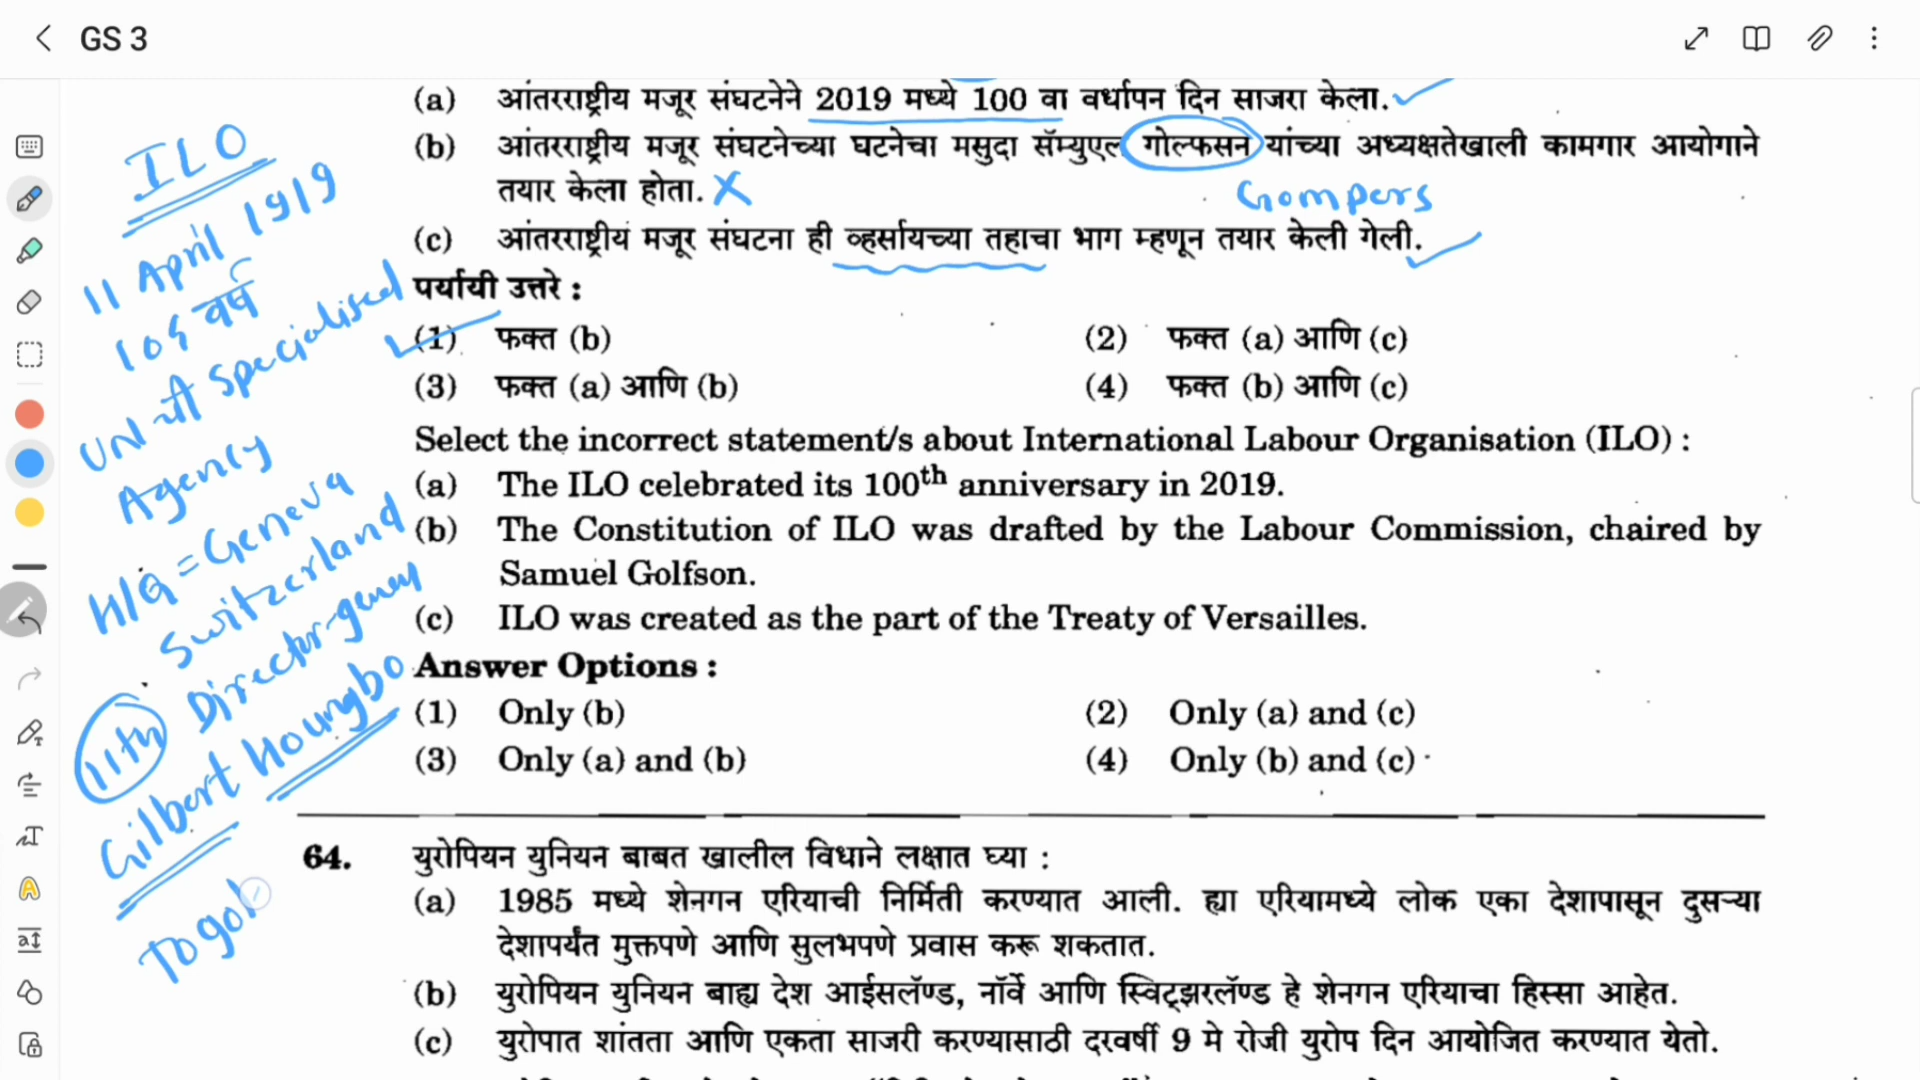 GS 3
(a) आंतरराष्ट्रीय मजूर संघटनेने 2019 मध्ये 100 वा वर्धापन दिन साजरा केला.
(b) आंतरराष्ट्रीय मजूर संघटनेच्या घटनेचा मसुदा सॅम्युएल गोल्फसन यांच्या अध्यक्षतेखाली कामगार आयोगाने
तयार केला होता. X
Gompers
(c) आंतरराष्ट्रीय मजूर संघटना ही व्हर्सायच्या तहाचा भाग म्हणून तयार केली गेली.
पर्यायी उत्तरे :
(1) फक्त (b) (2) फक्त (a) आणि (c)
(3) फक्त (a) आणि (b) (4) फक्त (b) आणि (c)
Select the incorrect statement/s about International Labour Organisation (ILO) :
(a) The ILO celebrated its 100th anniversary in 2019.
(b) The Constitution of ILO was drafted by the Labour Commission, chaired by
Samuel Golfson.
(c) ILO was created as the part of the Treaty of Versailles.
Answer Options :
(1) Only (b) (2) Only (a) and (c)
(3) Only (a) and (b) (4) Only (b) and (c)
ILO
11 April 1919
105 वर्ष
UN ची specialised
Agency
H/Q = Geneva
Switzerland
11th Director-gener
Gilbert Houngbo
64. युरोपियन युनियन बाबत खालील विधाने लक्षात घ्या :
(a) 1985 मध्ये शेनगन एरियाची निर्मिती करण्यात आली. ह्या एरियामध्ये लोक एका देशापासून दुसऱ्या
देशापर्यंत मुक्तपणे आणि सुलभपणे प्रवास करू शकतात.
(b) युरोपियन युनियन बाह्य देश आईसलॅण्ड, नॉर्वे आणि स्विट्झरलॅण्ड हे शेनगन एरियाचा हिस्सा आहेत.
(c) युरोपात शांतता आणि एकता साजरी करण्यासाठी दरवर्षी 9 मे रोजी युरोप दिन आयोजित करण्यात येतो.